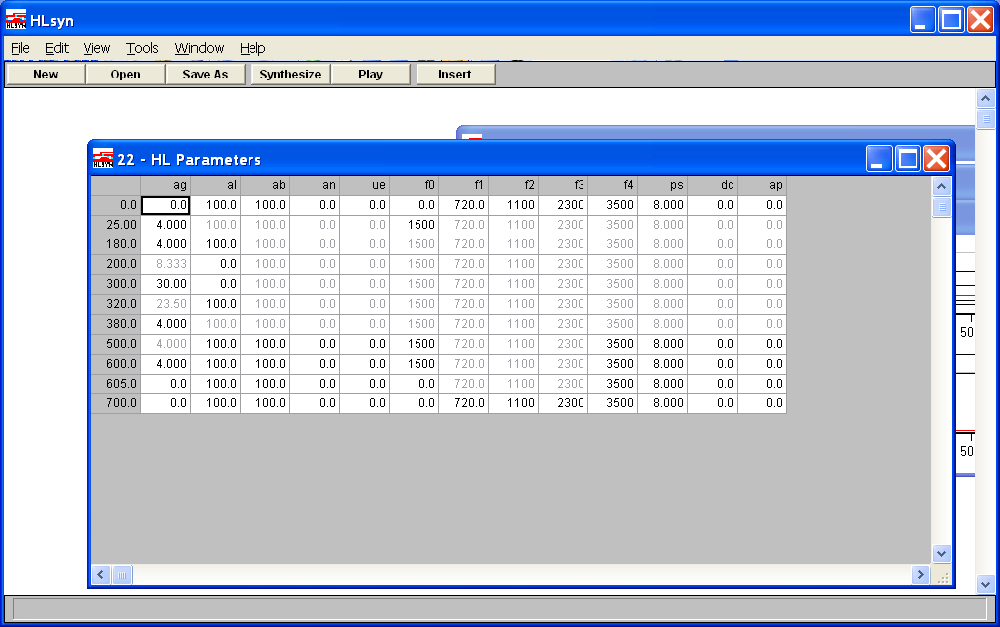 HLsyn
File Edit View Tools Window Help
New Open Save As Synthesize Play Insert
22 - HL Parameters
ag al ab an ue f0 f1 f2 f3 f4 ps dc ap
0.0 0.0 100.0 100.0 0.0 0.0 0.0 720.0 1100 2300 3500 8.000 0.0 0.0
25.00 4.000 100.0 100.0 0.0 0.0 1500 720.0 1100 2300 3500 8.000 0.0 0.0
180.0 4.000 100.0 100.0 0.0 0.0 1500 720.0 1100 2300 3500 8.000 0.0 0.0
200.0 8.333 0.0 100.0 0.0 0.0 1500 720.0 1100 2300 3500 8.000 0.0 0.0
300.0 30.00 0.0 100.0 0.0 0.0 1500 720.0 1100 2300 3500 8.000 0.0 0.0
320.0 23.50 100.0 100.0 0.0 0.0 1500 720.0 1100 2300 3500 8.000 0.0 0.0
380.0 4.000 100.0 100.0 0.0 0.0 1500 720.0 1100 2300 3500 8.000 0.0 0.0
500.0 4.000 100.0 100.0 0.0 0.0 1500 720.0 1100 2300 3500 8.000 0.0 0.0
600.0 4.000 100.0 100.0 0.0 0.0 1500 720.0 1100 2300 3500 8.000 0.0 0.0
605.0 0.0 100.0 100.0 0.0 0.0 0.0 720.0 1100 2300 3500 8.000 0.0 0.0
700.0 0.0 100.0 100.0 0.0 0.0 0.0 720.0 1100 2300 3500 8.000 0.0 0.0
50
50